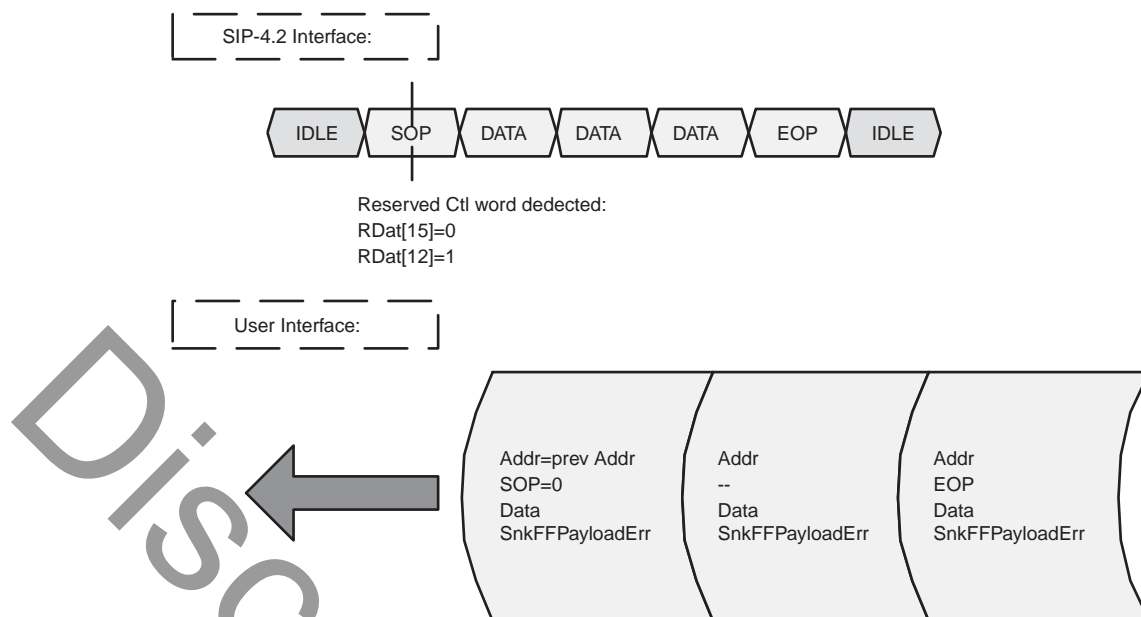 SIP-4.2 Interface:
IDLE SOP DATA DATA DATA EOP IDLE
Reserved Ctl word dedected:
RDat[15]=0
RDat[12]=1
User Interface:
Addr=prev Addr
SOP=0
Data
SnkFFPayloadErr
Addr
--
Data
SnkFFPayloadErr
Addr
EOP
Data
SnkFFPayloadErr
Disc